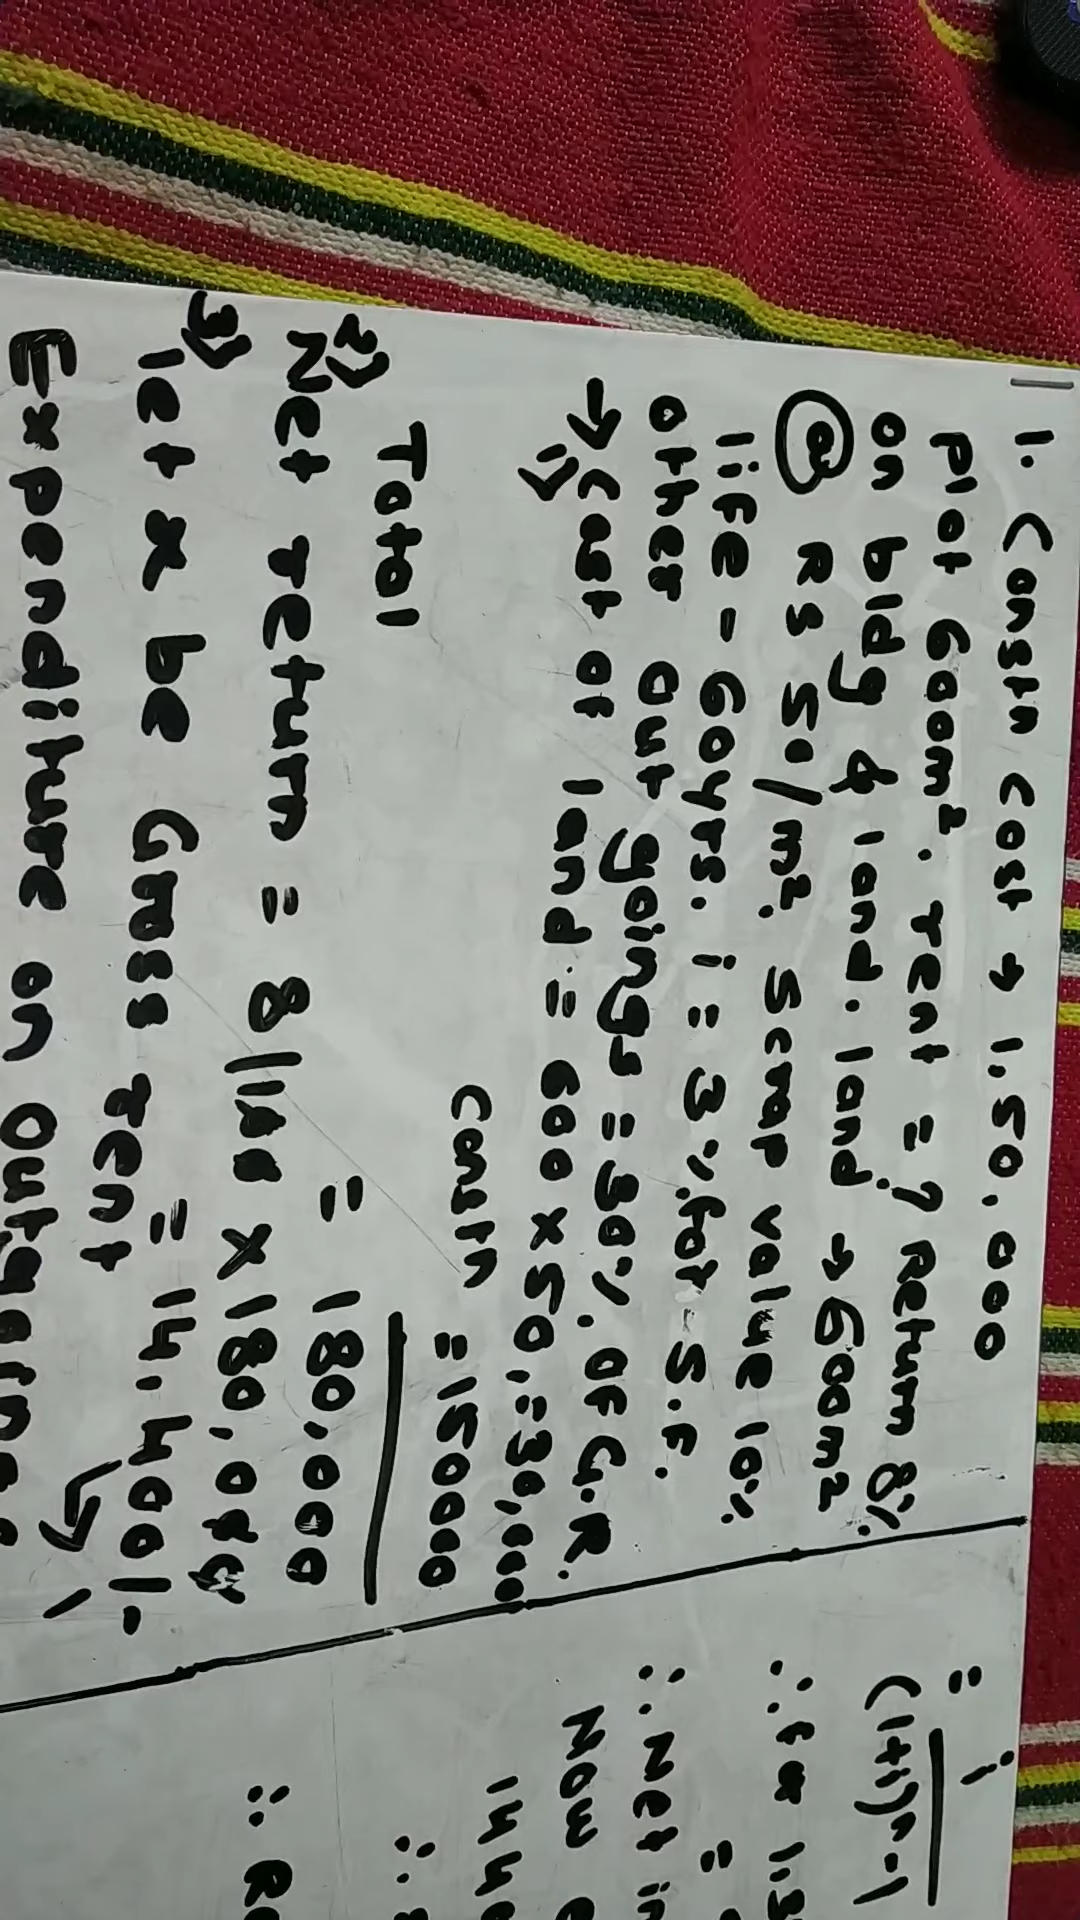 1. Constn cost → 1,50,000
Plot 600m². rent = ? Return 8%.
on bldg & land. land → 600m²
@ RS 50/m². Scrap value 10%.
life - 60yrs. i = 3%. for S.F.
other out goings = 30%. of G.R.
→ 1) Cost of land = 600 x 50, = 30,000
constn = 150000
Total = 180,000
2) Net return = 8/100 x 180,000
= 14,400/-
3) let x be Gross rent
Expenditure on
= i
(1+i)ⁿ-1
∴ for
=
∴ Net in
Now
144
∴
∴ R